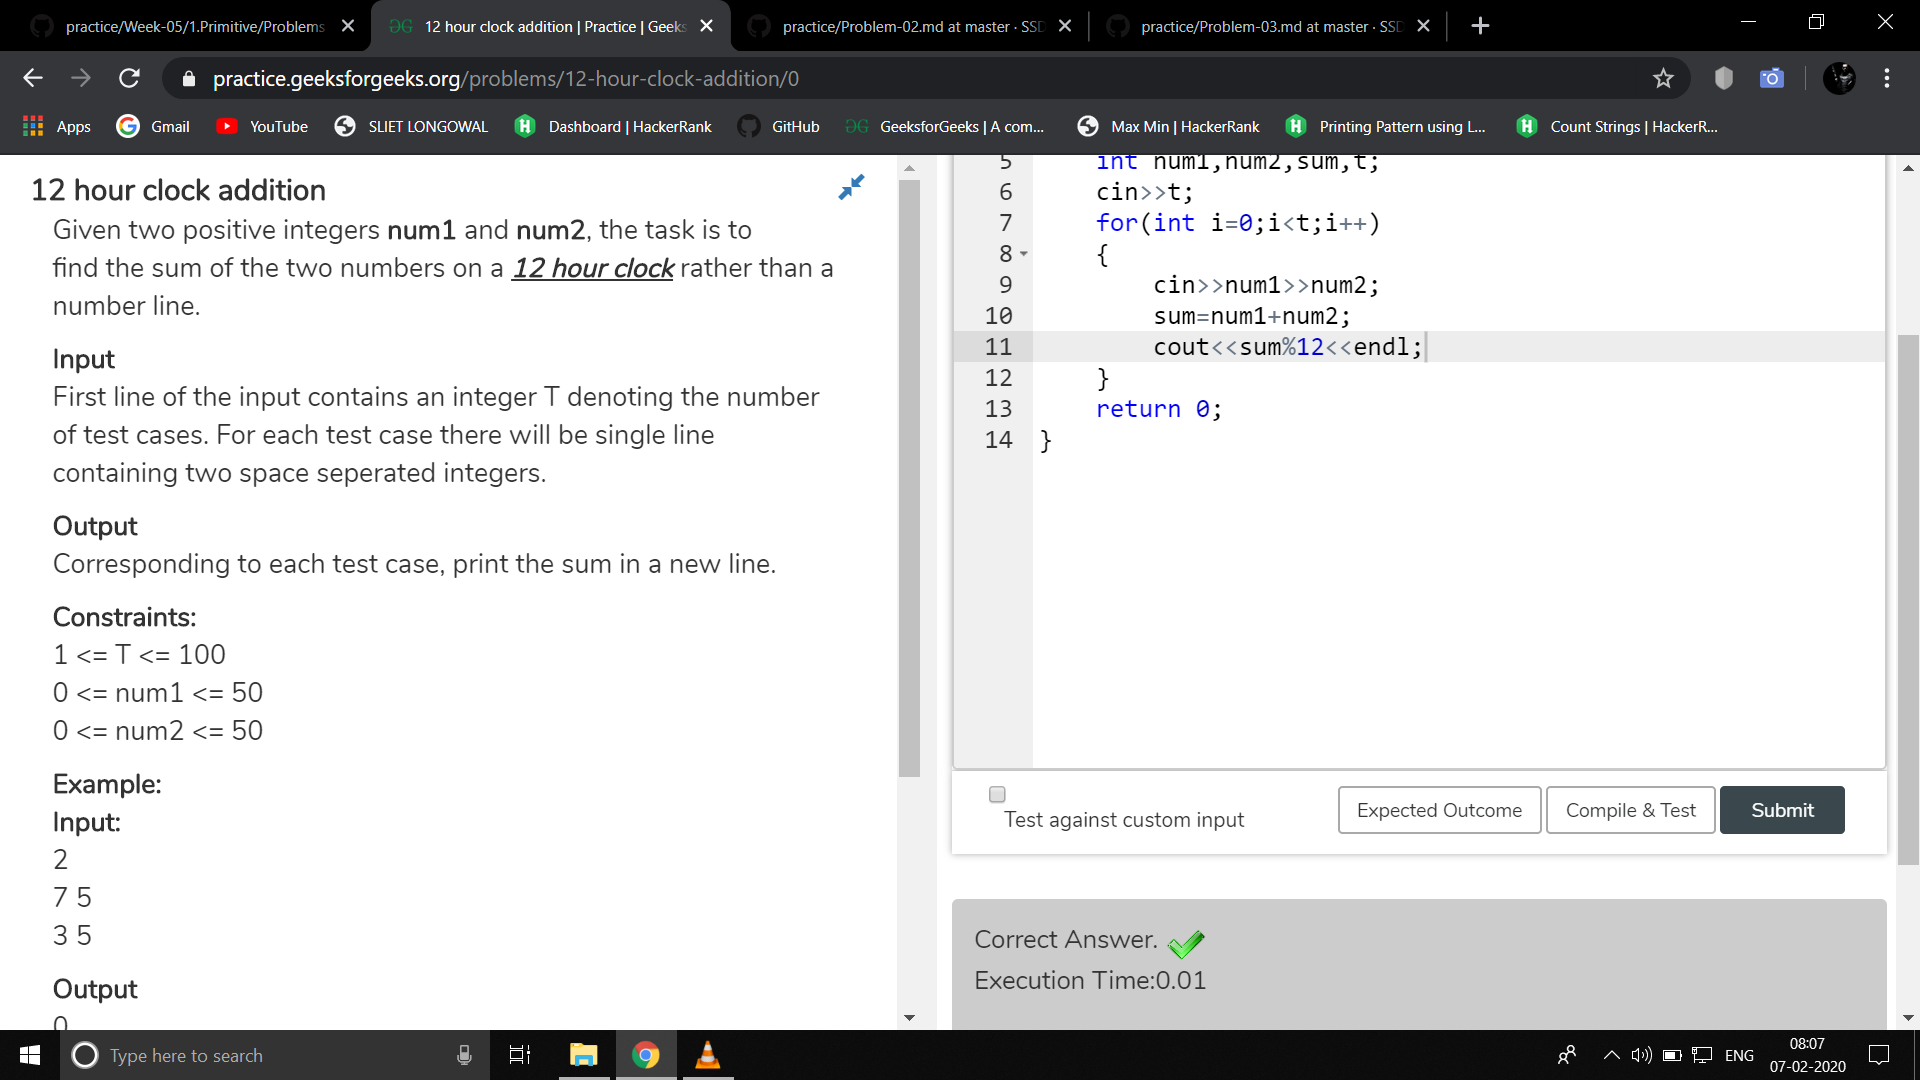 practice/Week-05/1.Primitive/Problems
12 hour clock addition | Practice | Geeks
practice/Problem-02.md at master · SSD
practice/Problem-03.md at master · SSD
practice.geeksforgeeks.org/problems/12-hour-clock-addition/0
Apps
Gmail
YouTube
SLIET LONGOWAL
Dashboard | HackerRank
GitHub
GeeksforGeeks | A com...
Max Min | HackerRank
Printing Pattern using L...
Count Strings | HackerR...
12 hour clock addition
Given two positive integers num1 and num2, the task is to
find the sum of the two numbers on a 12 hour clock rather than a
number line.
Input
First line of the input contains an integer T denoting the number
of test cases. For each test case there will be single line
containing two space seperated integers.
Output
Corresponding to each test case, print the sum in a new line.
Constraints:
1 <= T <= 100
0 <= num1 <= 50
0 <= num2 <= 50
Example:
Input:
2
7 5
3 5
Output
0
5 int num1,num2,sum,t;
6 cin>>t;
7 for(int i=0;i<t;i++)
8 {
9 cin>>num1>>num2;
10 sum=num1+num2;
11 cout<<sum%12<<endl;
12 }
13 return 0;
14 }
Test against custom input
Expected Outcome
Compile & Test
Submit
Correct Answer.
Execution Time:0.01
Type here to search
ENG
08:07
07-02-2020